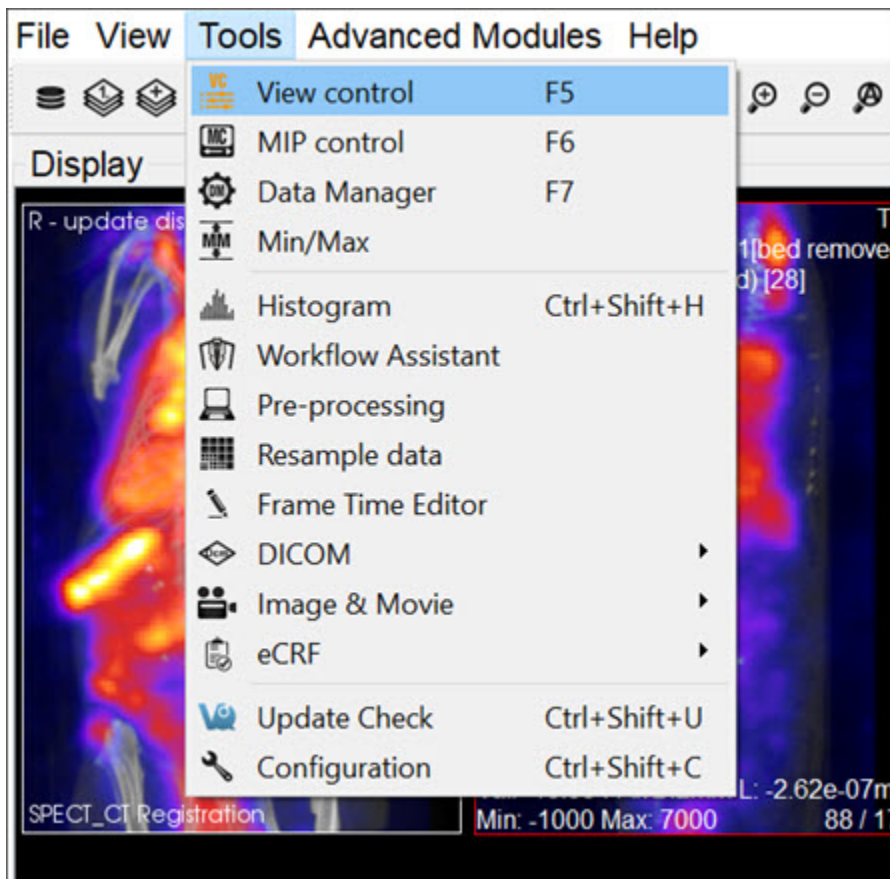 File View Tools Advanced Modules Help
View control F5
MIP control F6
Data Manager F7
Min/Max
Histogram Ctrl+Shift+H
Workflow Assistant
Pre-processing
Resample data
Frame Time Editor
DICOM
Image & Movie
eCRF
Update Check Ctrl+Shift+U
Configuration Ctrl+Shift+C
Display
R - update dis
T
1[bed remove
d) [28]
SPECT_CT Registration
L: -2.62e-07m
Min: -1000 Max: 7000 88 / 17